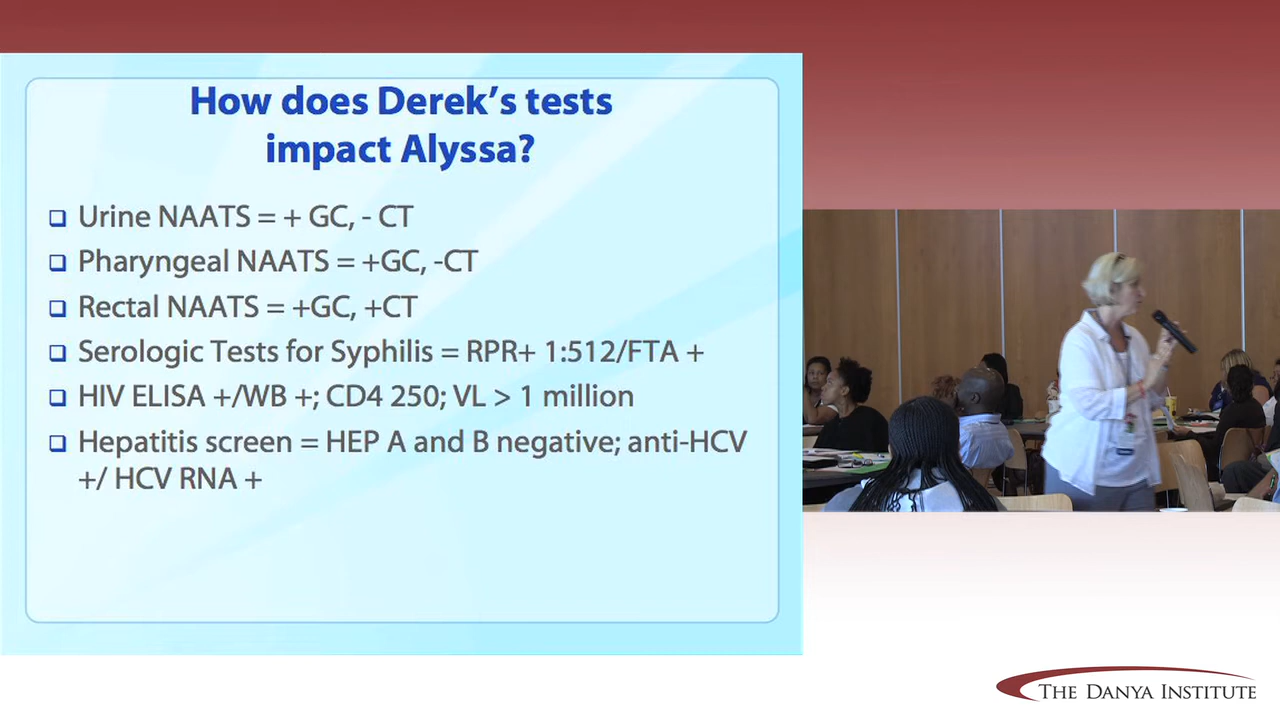 How does Derek’s tests
impact Alyssa?
Urine NAATS = + GC, - CT
Pharyngeal NAATS = +GC, -CT
Rectal NAATS = +GC, +CT
Serologic Tests for Syphilis = RPR+ 1:512/FTA +
HIV ELISA +/WB +; CD4 250; VL > 1 million
Hepatitis screen = HEP A and B negative; anti-HCV
+/ HCV RNA +
THE DANYA INSTITUTE